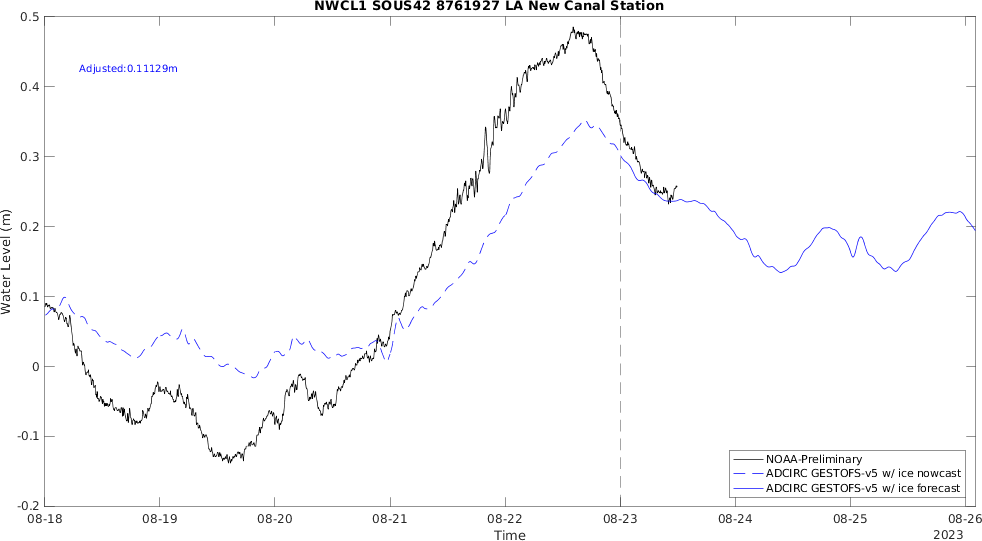 NWCL1 SOUS42 8761927 LA New Canal Station
0.5
0.4
0.3
0.2
0.1
0
-0.1
-0.2
Water Level (m)
Adjusted:0.11129m
NOAA-Preliminary
ADCIRC GESTOFS-v5 w/ ice nowcast
ADCIRC GESTOFS-v5 w/ ice forecast
08-18 08-19 08-20 08-21 08-22 08-23 08-24 08-25 08-26
Time
2023